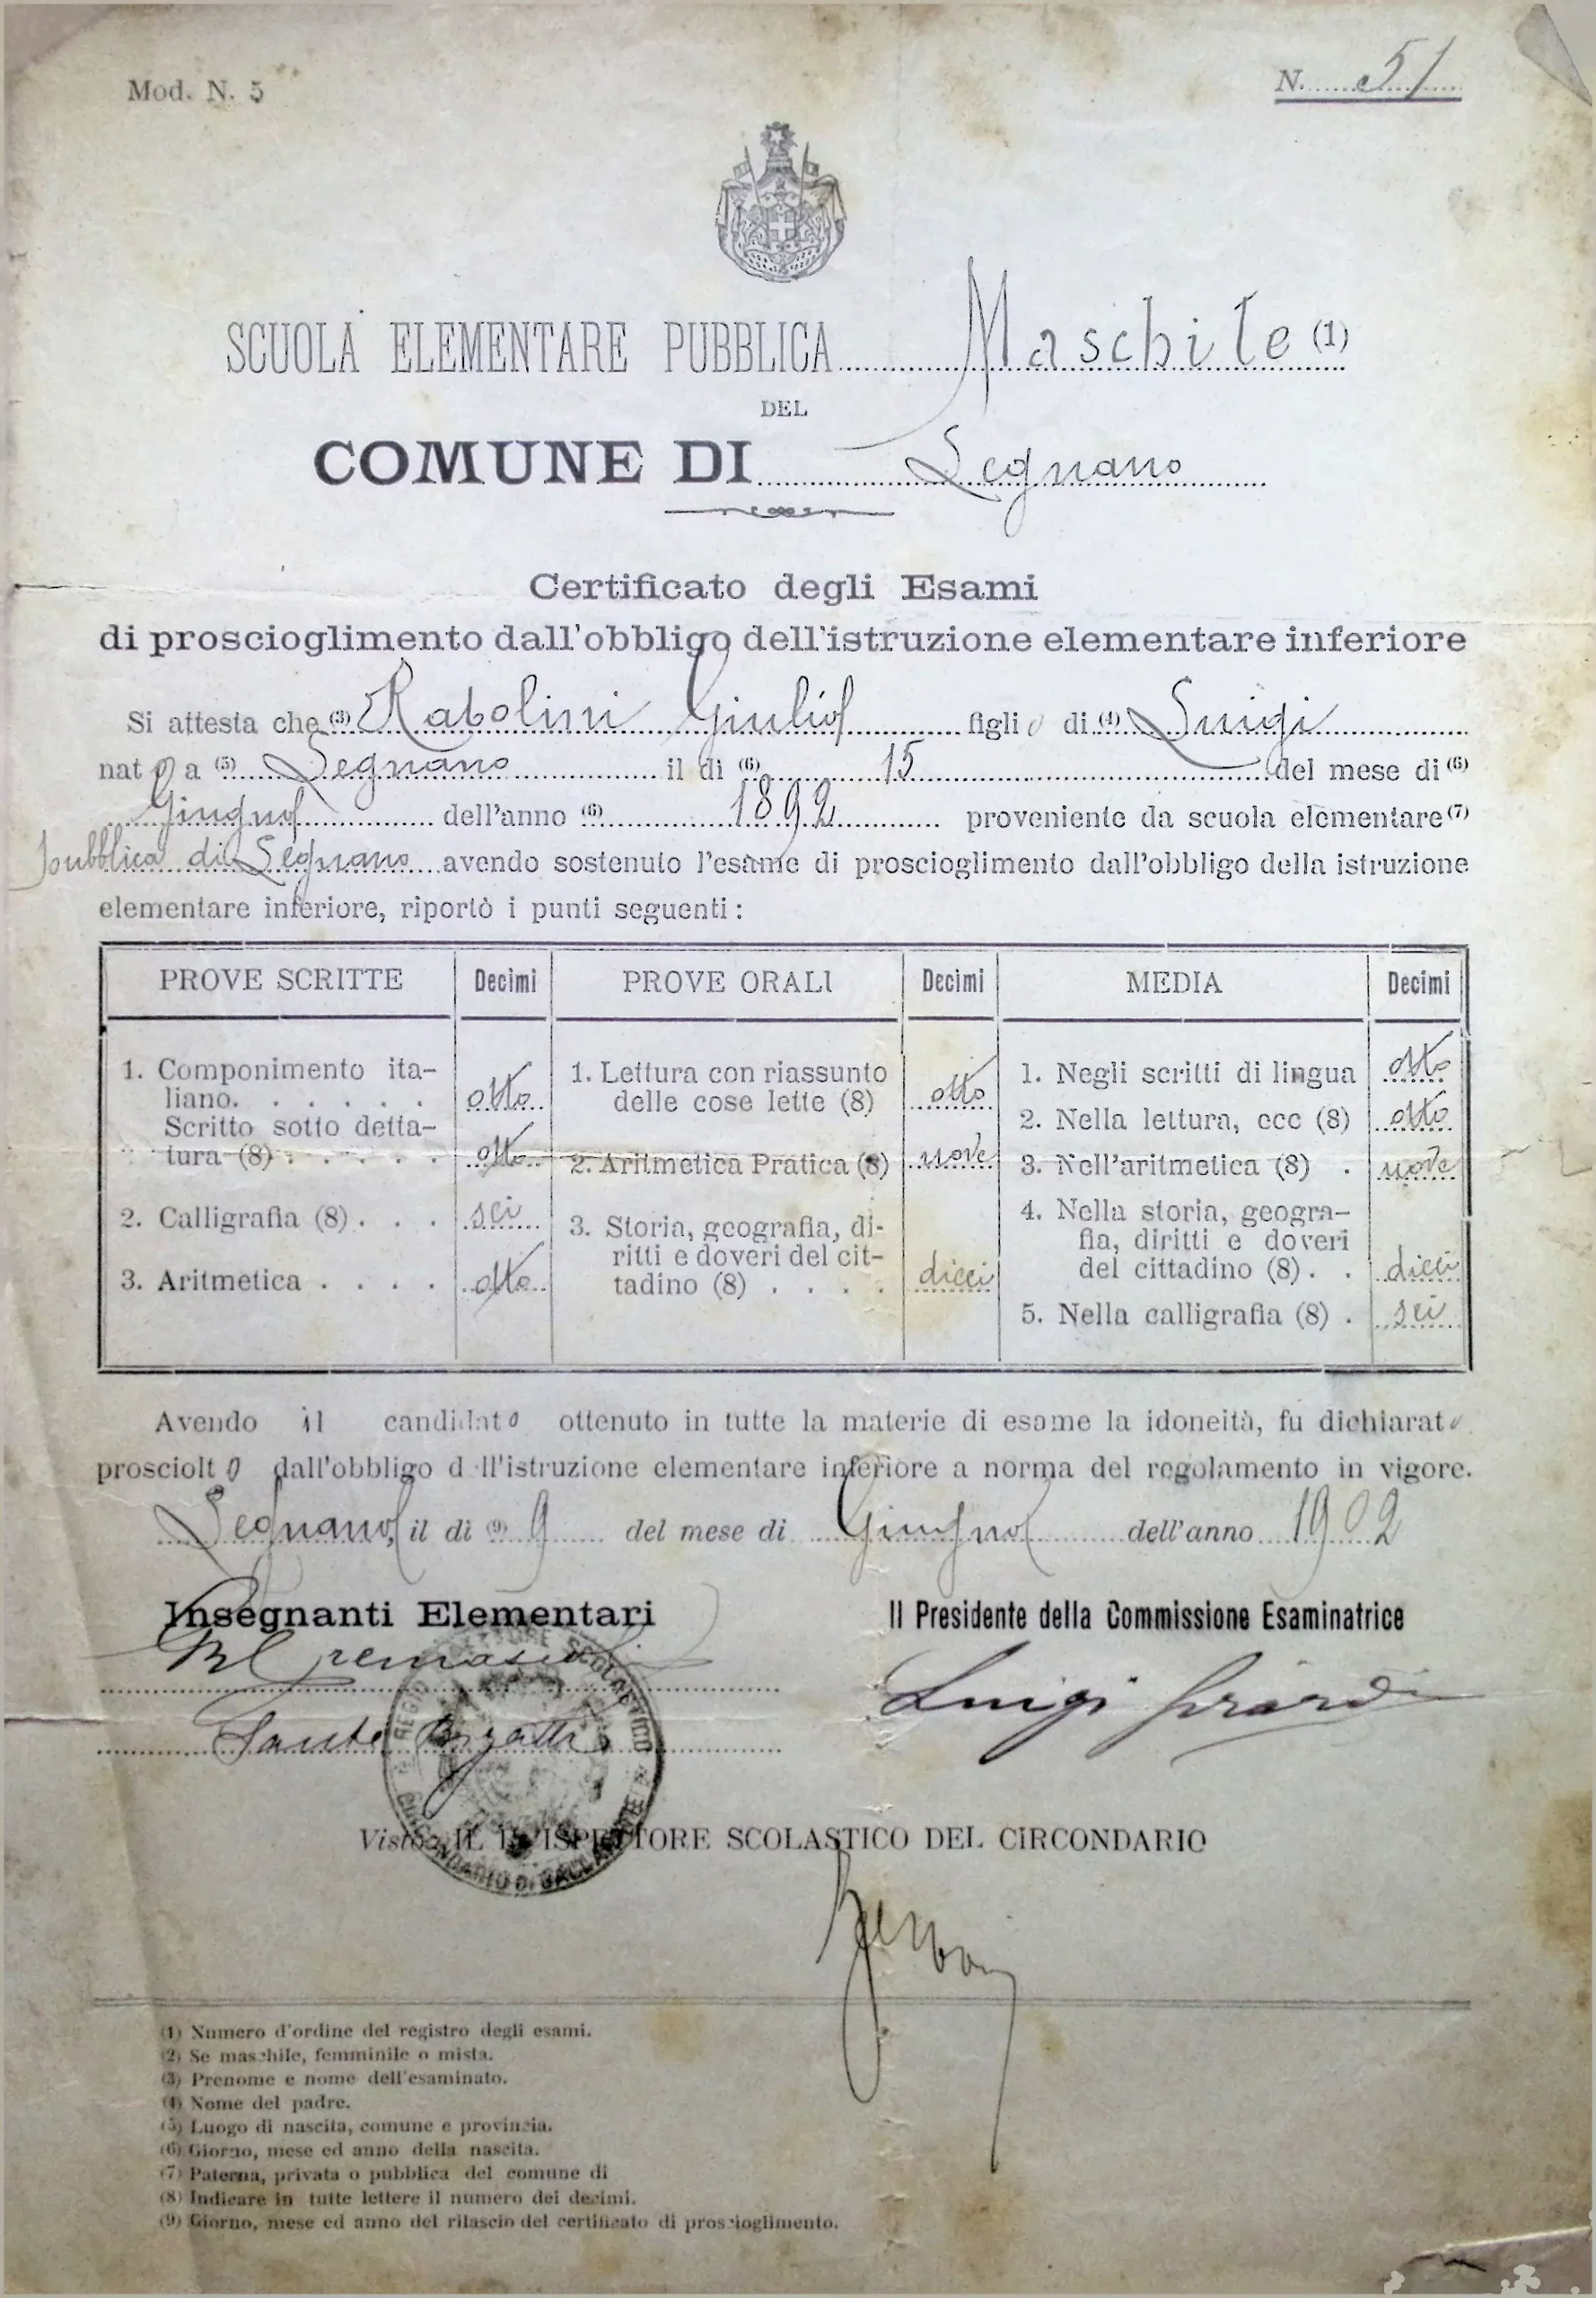 Mod. N. 5
N. 51
SCUOLA ELEMENTARE PUBBLICA Maschile (1)
DEL
COMUNE DI Legnano
Certificato degli Esami
di proscioglimento dall'obbligo dell'istruzione elementare inferiore
Si attesta che (3) Rabolini Giulio figlio di (4) Luigi
nato a (5) Legnano il dì (6) 15 del mese di (6)
Giugno dell'anno (6) 1892 proveniente da scuola elementare (7)
pubblica di Legnano avendo sostenuto l'esame di proscioglimento dall'obbligo della istruzione
elementare inferiore, riportò i punti seguenti:
PROVE SCRITTE Decimi PROVE ORALI Decimi MEDIA Decimi
1. Componimento ita-
liano. . . . . . otto
Scritto sotto detta-
tura (8) . . . . . otto
2. Calligrafia (8) . . . sei
3. Aritmetica . . . . otto
1. Lettura con riassunto
delle cose lette (8) otto
2. Aritmetica Pratica (8) nove
3. Storia, geografia, di-
ritti e doveri del cit-
tadino (8) . . . . dieci
1. Negli scritti di lingua otto
2. Nella lettura, ecc (8) otto
3. Nell'aritmetica (8) . nove
4. Nella storia, geogra-
fia, diritti e doveri
del cittadino (8) . . dieci
5. Nella calligrafia (8) . sei
Avendo il candidato ottenuto in tutte la materie di esame la idoneità, fu dichiarato
prosciolto dall'obbligo d ll'istruzione elementare inferiore a norma del regolamento in vigore.
Legnano, il dì (9) 9 del mese di Giugno dell'anno 1902
Insegnanti Elementari
Il Presidente della Commissione Esaminatrice
Luigi Girardi
Visto: IL R. ISPETTORE SCOLASTICO DEL CIRCONDARIO
(1) Numero d'ordine del registro degli esami.
(2) Se maschile, femminile o mista.
(3) Prenome e nome dell'esaminato.
(4) Nome del padre.
(5) Luogo di nascita, comune e provincia.
(6) Giorno, mese ed anno della nascita.
(7) Paterna, privata o pubblica del comune di
(8) Indicare in tutte lettere il numero dei decimi.
(9) Giorno, mese ed anno del rilascio del certificato di proscioglimento.